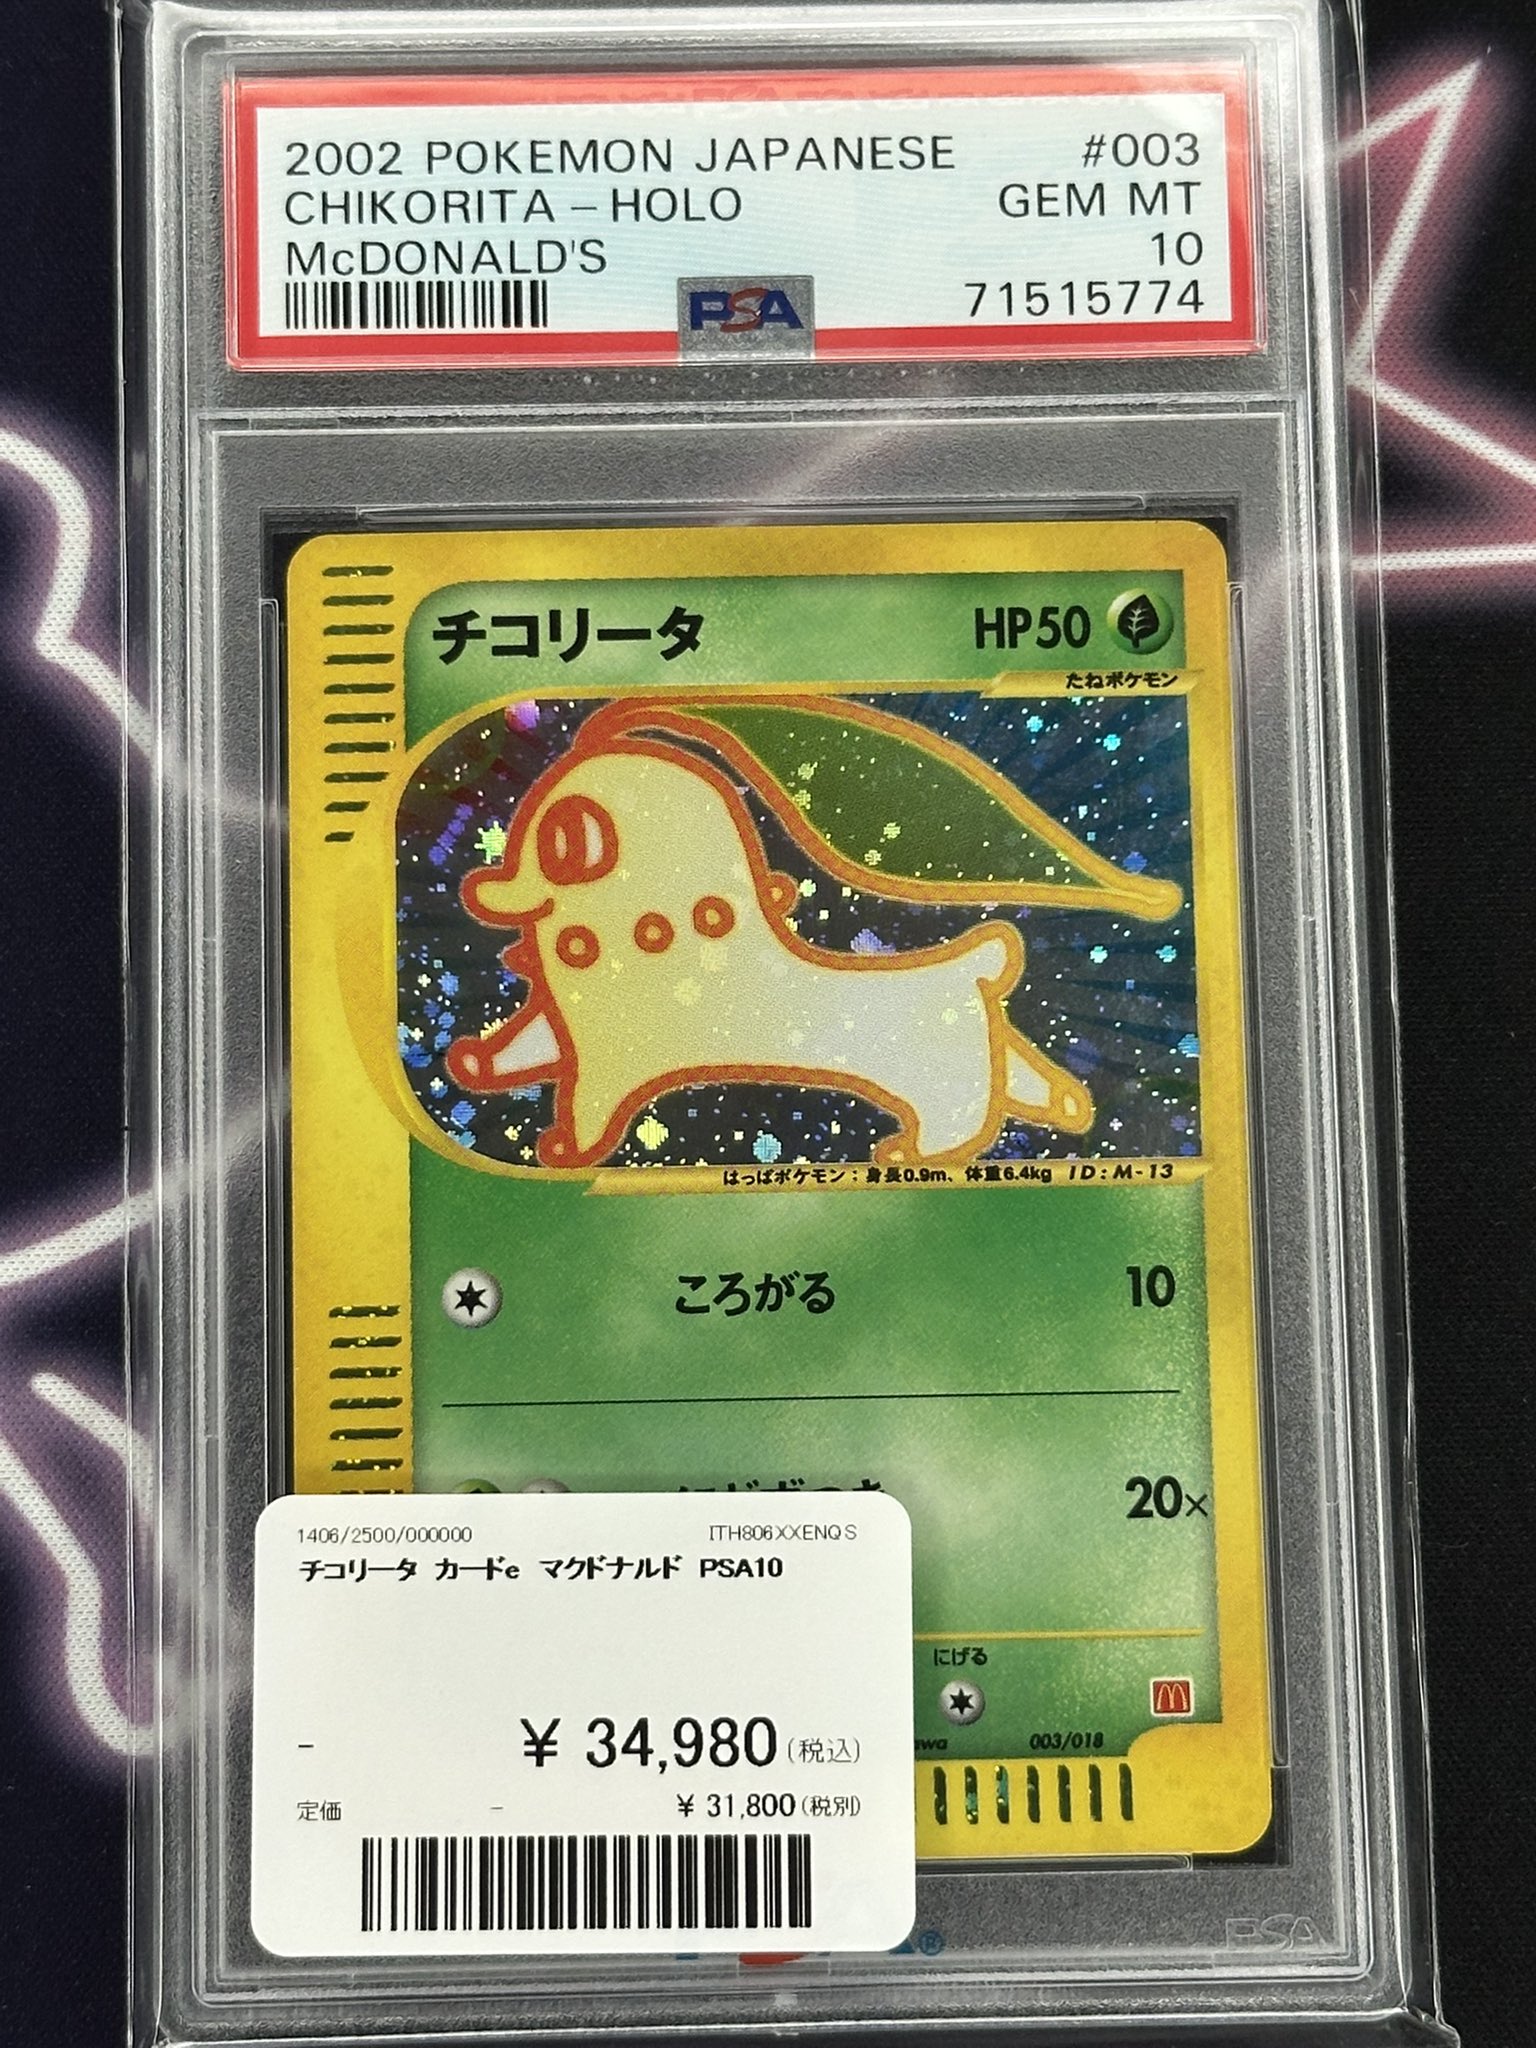 2002 POKEMON JAPANESE #003
CHIKORITA - HOLO GEM MT
McDONALD'S 10
PSA 71515774
チコリータ HP50
たねポケモン
はっぱポケモン：身長0.9m、体重6.4kg ID：M-13
ころがる 10
20×
1406/2500/000000 ITH806XXENQS
チコリータ カードe マクドナルド PSA10
にげる
- ¥ 34,980(税込)
003/018
定価 - ¥ 31,800(税別)
PSA